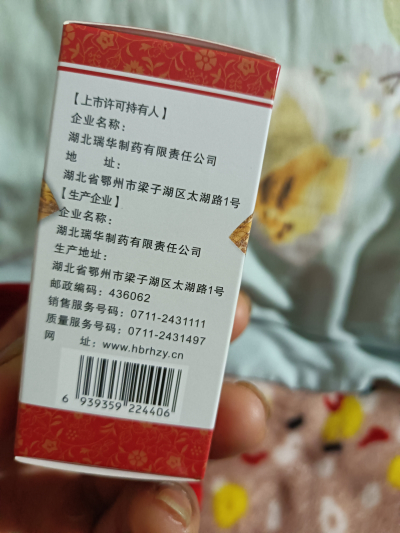 【上市许可持有人】
企业名称：
湖北瑞华制药有限责任公司
地 址：
湖北省鄂州市梁子湖区太湖路1号
【生产企业】
企业名称：
湖北瑞华制药有限责任公司
生产地址：
湖北省鄂州市梁子湖区太湖路1号
邮政编码：436062
销售服务号码：0711-2431111
质量服务号码：0711-2431497
网 址：www.hbrhzy.cn
6 939359 224406